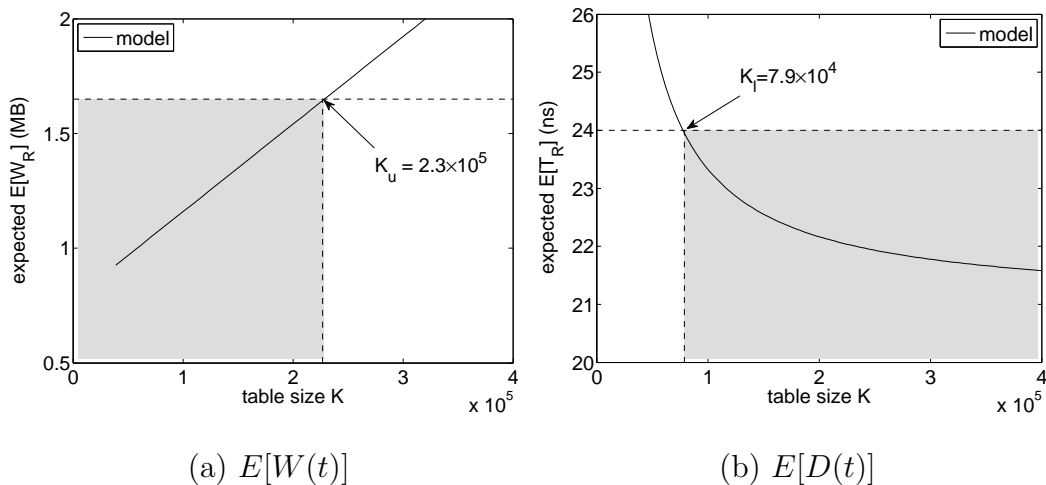 2
1.5
1
0.5
0
1
2
3
4
x 10^5
table size K
expected E[W_R] (MB)
model
K_u = 2.3×10^5
26
25
24
23
22
21
20
0
1
2
3
4
x 10^5
table size K
expected E[T_R] (ns)
model
K_l=7.9×10^4
(a) E[W(t)]
(b) E[D(t)]